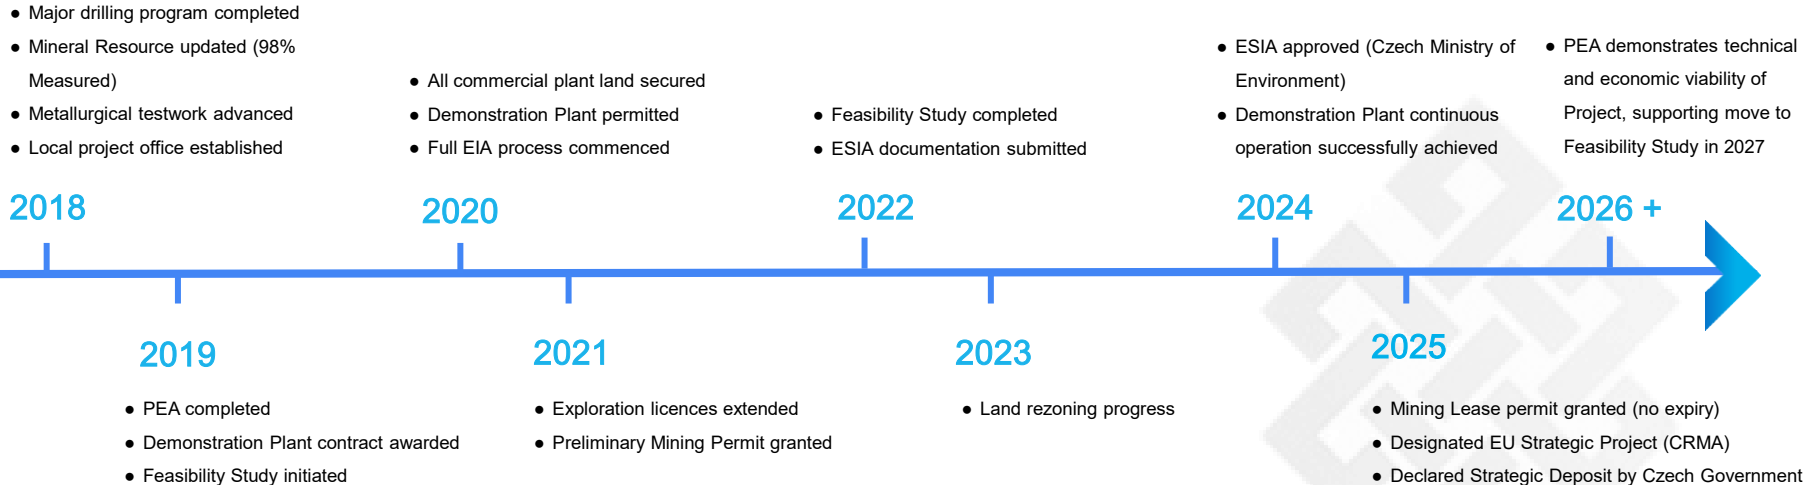 ● Major drilling program completed
● Mineral Resource updated (98%
Measured)
● Metallurgical testwork advanced
● Local project office established
2018
● All commercial plant land secured
● Demonstration Plant permitted
● Full EIA process commenced
2020
● Feasibility Study completed
● ESIA documentation submitted
2022
● ESIA approved (Czech Ministry of
Environment)
● Demonstration Plant continuous
operation successfully achieved
2024
● PEA demonstrates technical
and economic viability of
Project, supporting move to
Feasibility Study in 2027
2026 +
2019
● PEA completed
● Demonstration Plant contract awarded
● Feasibility Study initiated
2021
● Exploration licences extended
● Preliminary Mining Permit granted
2023
● Land rezoning progress
2025
● Mining Lease permit granted (no expiry)
● Designated EU Strategic Project (CRMA)
● Declared Strategic Deposit by Czech Government